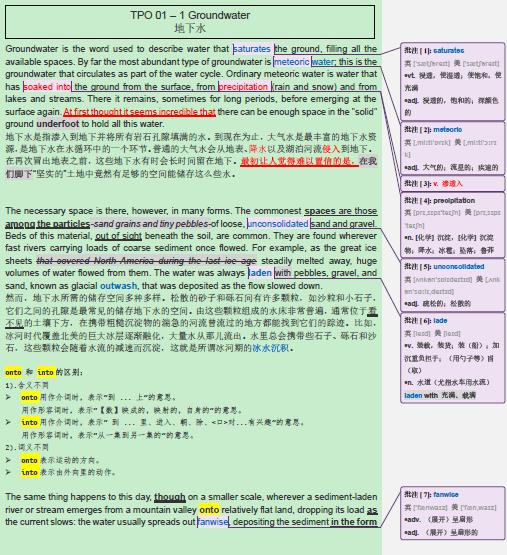 TPO 01 – 1 Groundwater
地下水
Groundwater is the word used to describe water that saturates the ground, filling all the
available spaces. By far the most abundant type of groundwater is meteoric water; this is the
groundwater that circulates as part of the water cycle. Ordinary meteoric water is water that
has soaked into the ground from the surface, from precipitation (rain and snow) and from
lakes and streams. There it remains, sometimes for long periods, before emerging at the
surface again. At first thought it seems incredible that there can be enough space in the "solid"
ground underfoot to hold all this water.
地下水是指渗入到地下并将所有岩石孔隙填满的水。到现在为止，大气水是最丰富的地下水资
源，是地下水在水循环中的一个环节。普通的大气水会从地表、降水以及湖泊河流侵入到地下。
在再次冒出地表之前，这些地下水有时会长时间留在地下。最初让人觉得难以置信的是，在我
们脚下"坚实的"土地中竟然有足够的空间能储存这么些水。
The necessary space is there, however, in many forms. The commonest spaces are those
among the particles-sand grains and tiny pebbles-of loose, unconsolidated sand and gravel.
Beds of this material, out of sight beneath the soil, are common. They are found wherever
fast rivers carrying loads of coarse sediment once flowed. For example, as the great ice
sheets that covered North America during the last ice age steadily melted away, huge
volumes of water flowed from them. The water was always laden with pebbles, gravel, and
sand, known as glacial outwash, that was deposited as the flow slowed down.
然而，地下水所需的储存空间多种多样。松散的砂子和砾石间有许多颗粒，如沙粒和小石子，
它们之间的孔隙是最常见的储存地下水的空间。由这些颗粒组成的水床非常普遍，通常位于看
不见的土壤下方，在携带粗糙沉淀物的湍急的河流曾流过的地方都能找到它们的踪迹。比如，
冰河时代覆盖北美的巨大冰层逐渐融化，大量水从那儿流出。水里总会携带些石子、砾石和沙
石，这些颗粒会随着水流的减速而沉淀，这就是所谓冰河期的冰水沉积。
onto 和 into的区别：
1).含义不同
➢ onto用作介词时，表示"到 ... 上"的意思。
用作形容词时，表示"【数】映成的，映射的，自身的"的意思。
➢ into用作介词时，表示" 到 ... 里、进入、朝、除、<口>对...有兴趣"的意思。
用作形容词时，表示"从一集到另一集的"的意思。
2).词义不同
➢ onto表示运动的方向。
➢ into表示由外向里的动作。
The same thing happens to this day, though on a smaller scale, wherever a sediment-laden
river or stream emerges from a mountain valley onto relatively flat land, dropping its load as
the current slows: the water usually spreads out fanwise, depositing the sediment in the form
批注 [1]: saturates
▪vt. 浸透，使浸透；使饱和，使
充满
▪adj. 浸透的，饱和的；深颜色
的
批注 [2]: meteoric
▪adj. 大气的；流星的；疾速的
批注 [3]: v. 渗透入
批注 [4]: precipitation
▪n. [化学] 沉淀，[化学] 沉淀
物；降水；冰雹；坠落；鲁莽
批注 [5]: unconsolidated
▪adj. 疏松的；松散的
批注 [6]: lade
英 [leɪd] 美 [leɪd]
▪v. 装载，装货；装（船）；加
沉重负担于；（用勺子等）舀
（取）
▪n. 水道（尤指水车用水流）
laden with 充满、载满
批注 [7]: fanwise
英 ['fænwaɪz] 美 ['fæn,waɪz]
▪adv. （展开）呈扇形
▪adj. （展开）呈扇形的